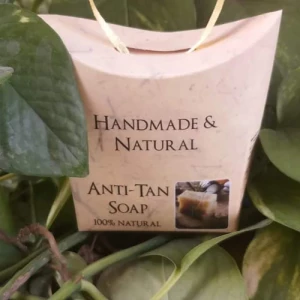 HANDMADE &
NATURAL
ANTI-TAN
SOAP
100% NATURAL